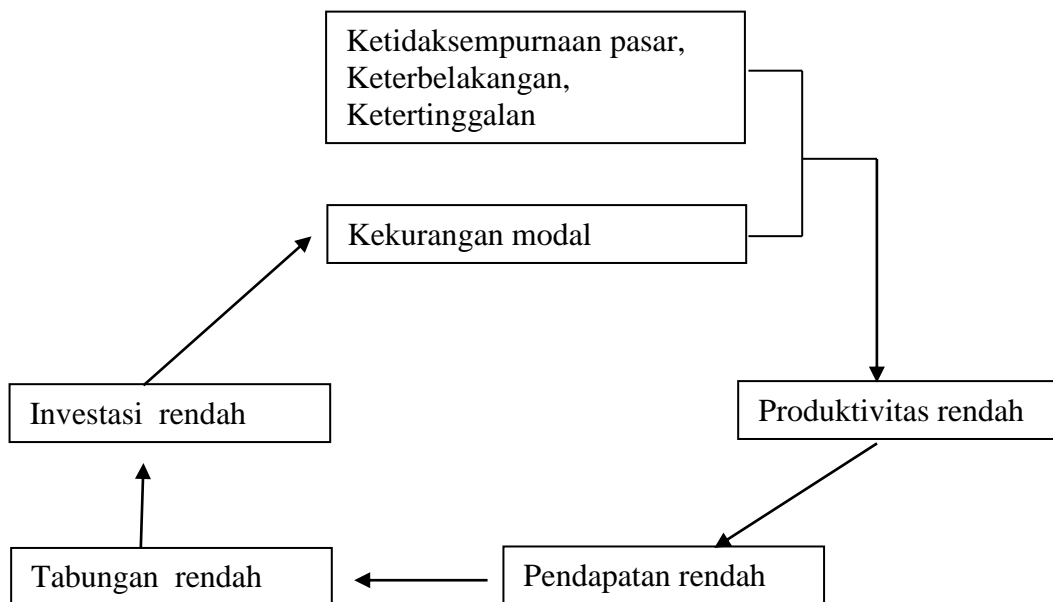 Ketidaksempurnaan pasar,
Keterbelakangan,
Ketertinggalan
Kekurangan modal
Investasi rendah
Produktivitas rendah
Tabungan rendah
Pendapatan rendah